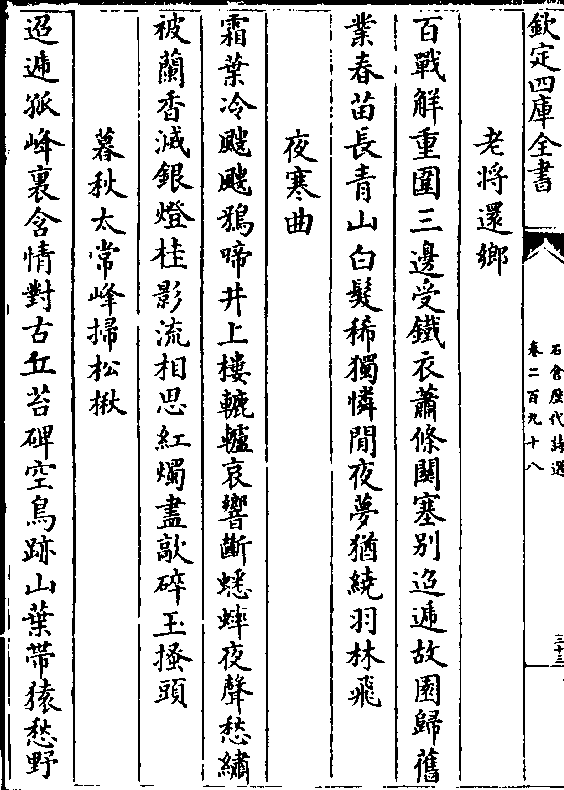 欽定四庫全書
石倉歷代詩選
卷二百九十八
三十三
老將還鄉
百戰解重圍三邊受鐵衣蕭條關塞別迢遞故園歸舊
業春苗長青山白髮稀獨憐閒夜夢猶繞羽林飛
夜寒曲
霜葉冷颼颼鴉啼井上樓轆轤哀響斷蟋蟀夜聲愁繡
被蘭香滅銀燈桂影流相思紅燭盡敲碎玉搔頭
暮秋太常峰掃松楸
迢遞孤峰裏含情對古丘苔碑空鳥跡山葉帶猿愁野